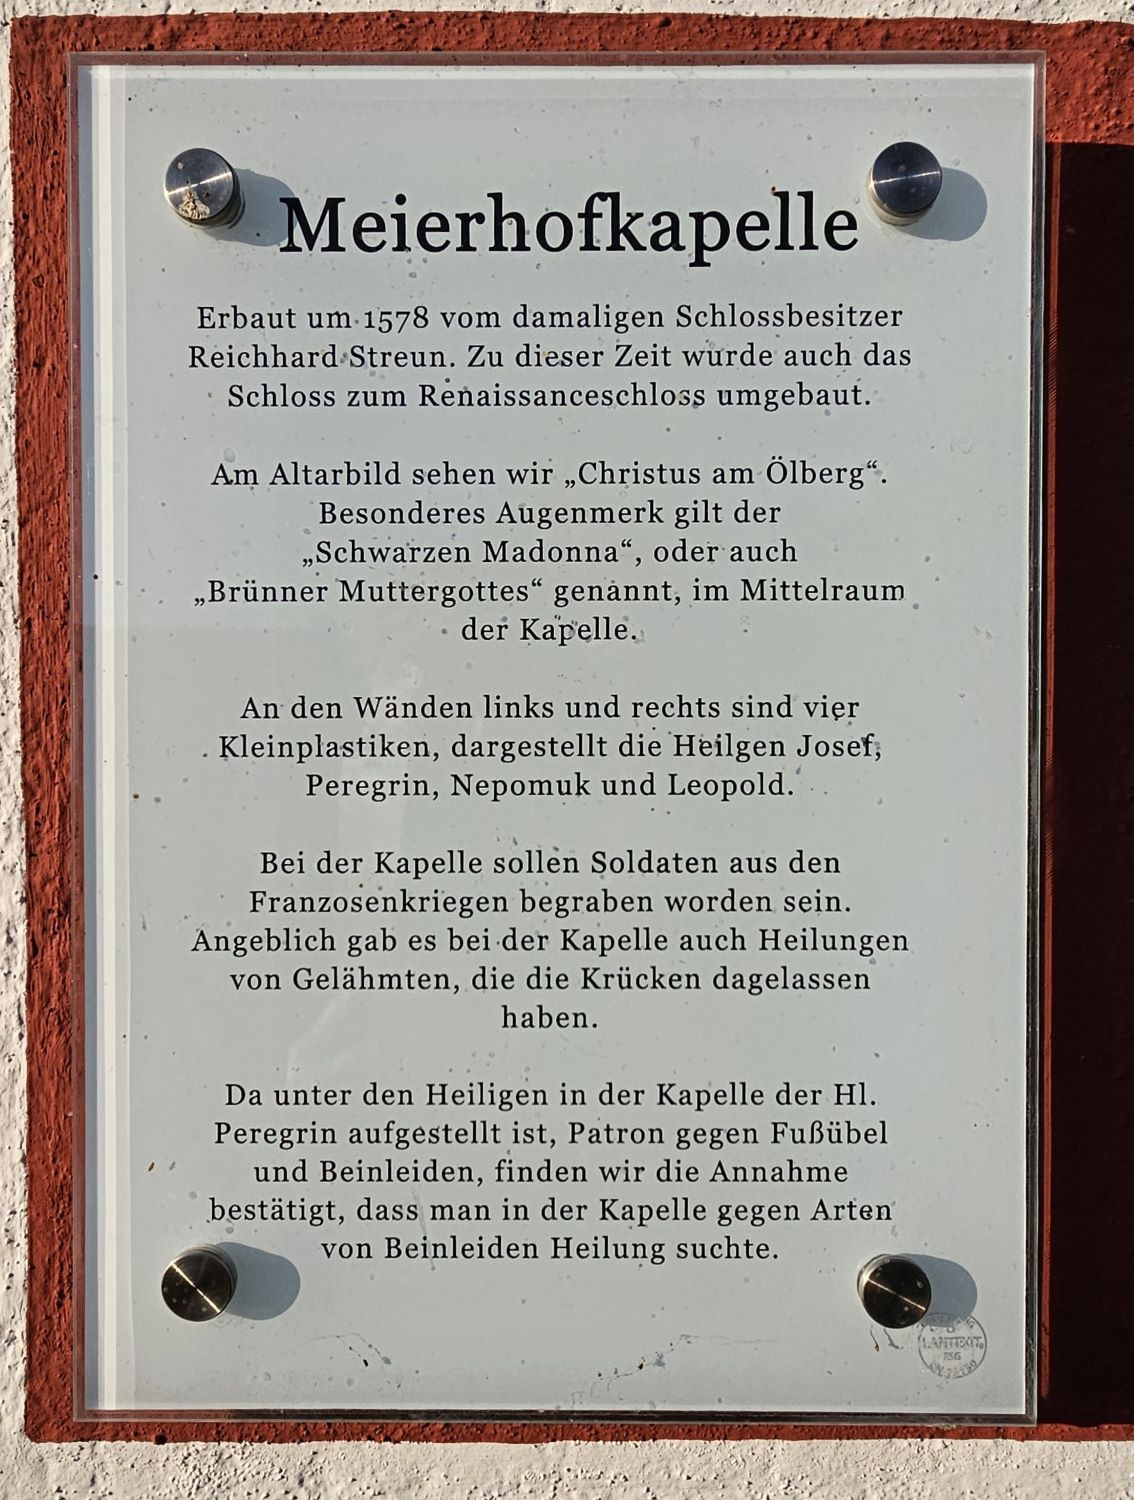 Meierhofkapelle
Erbaut um 1578 vom damaligen Schlossbesitzer
Reichhard Streun. Zu dieser Zeit wurde auch das
Schloss zum Renaissanceschloss umgebaut.
Am Altarbild sehen wir „Christus am Ölberg“.
Besonderes Augenmerk gilt der
„Schwarzen Madonna“, oder auch
„Brünner Muttergottes“ genannt, im Mittelraum
der Kapelle.
An den Wänden links und rechts sind vier
Kleinplastiken, dargestellt die Heilgen Josef,
Peregrin, Nepomuk und Leopold.
Bei der Kapelle sollen Soldaten aus den
Franzosenkriegen begraben worden sein.
Angeblich gab es bei der Kapelle auch Heilungen
von Gelähmten, die die Krücken dagelassen
haben.
Da unter den Heiligen in der Kapelle der Hl.
Peregrin aufgestellt ist, Patron gegen Fußübel
und Beinleiden, finden wir die Annahme
bestätigt, dass man in der Kapelle gegen Arten
von Beinleiden Heilung suchte.
ESG